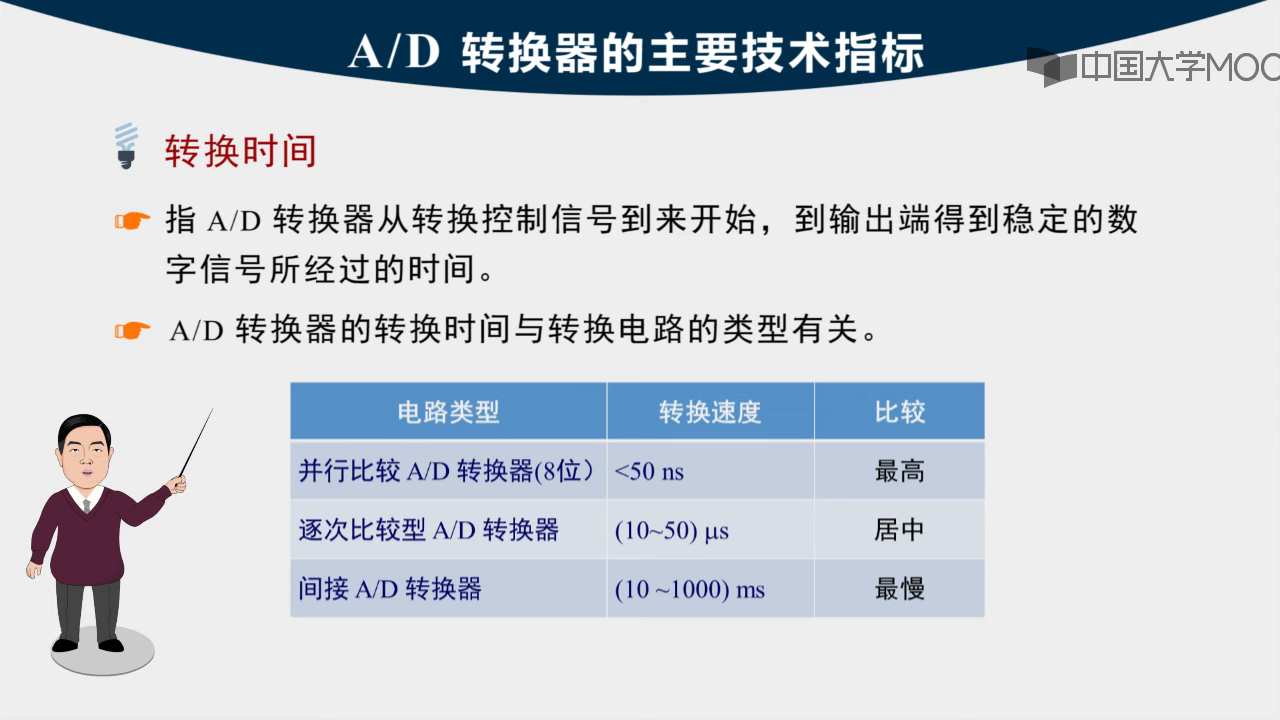 A/D 转换器的主要技术指标
中国大学MOO
转换时间
指 A/D 转换器从转换控制信号到来开始，到输出端得到稳定的数
字信号所经过的时间。
A/D 转换器的转换时间与转换电路的类型有关。
电路类型 转换速度 比较
并行比较 A/D 转换器(8位） <50 ns 最高
逐次比较型 A/D 转换器 (10~50) μs 居中
间接 A/D 转换器 (10 ~1000) ms 最慢